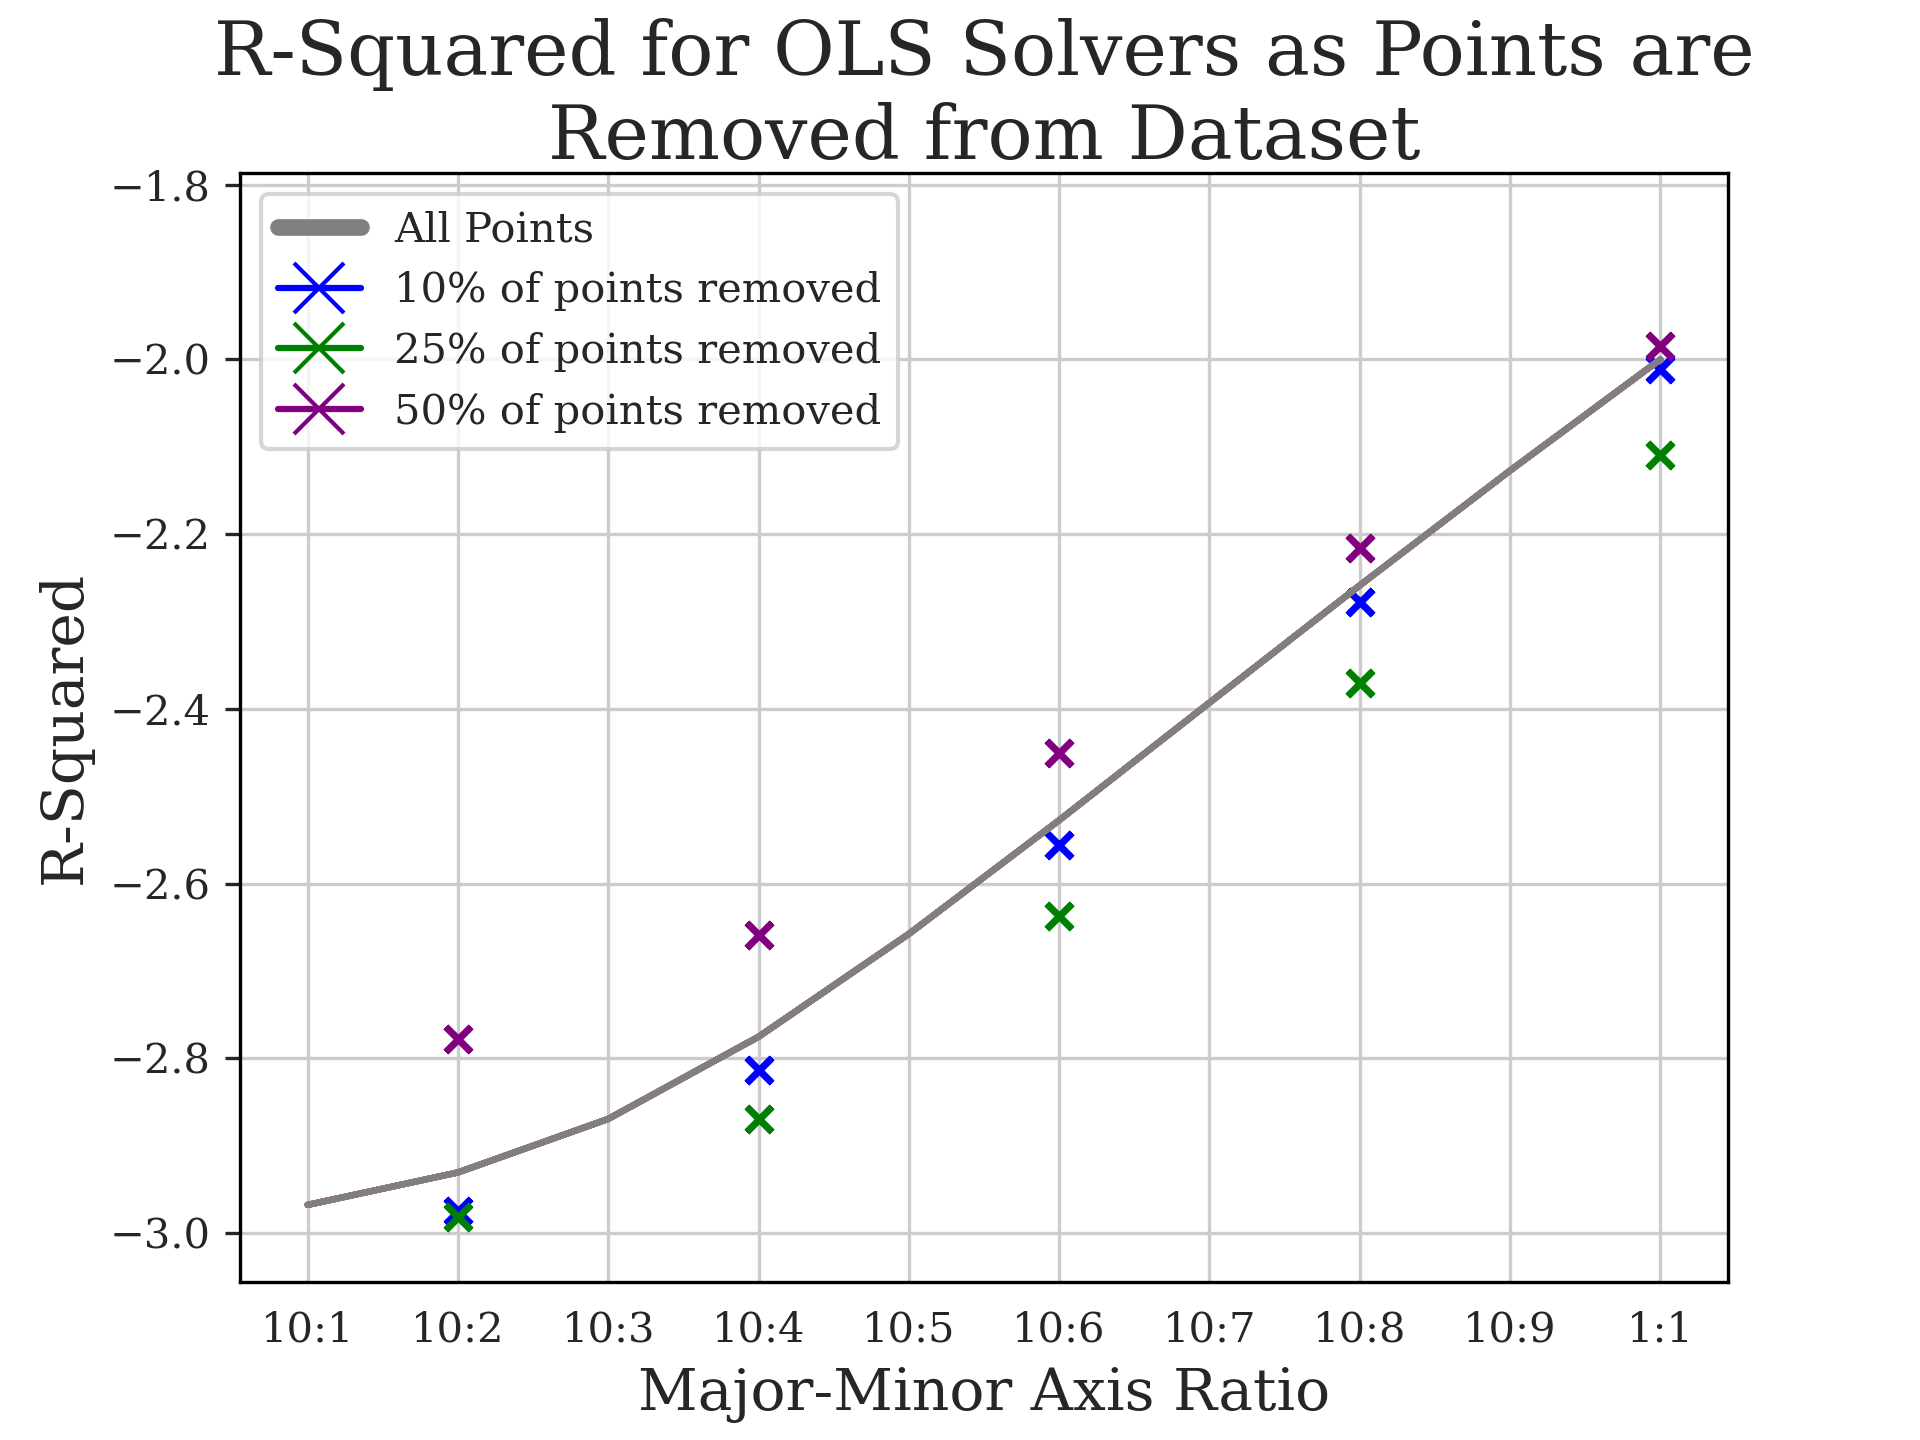 R-Squared for OLS Solvers as Points are
Removed from Dataset
All Points
10% of points removed
25% of points removed
50% of points removed
R-Squared
−1.8
−2.0
−2.2
−2.4
−2.6
−2.8
−3.0
10:1 10:2 10:3 10:4 10:5 10:6 10:7 10:8 10:9 1:1
Major-Minor Axis Ratio